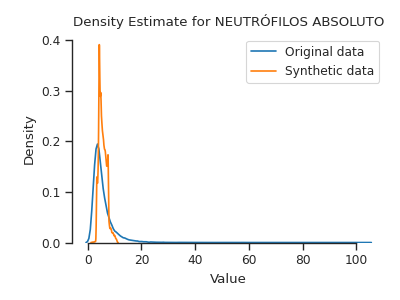 Density Estimate for NEUTRÓFILOS ABSOLUTO
0.4
0.3
0.2
0.1
0.0
Density
Original data
Synthetic data
0
20
40
60
80
100
Value